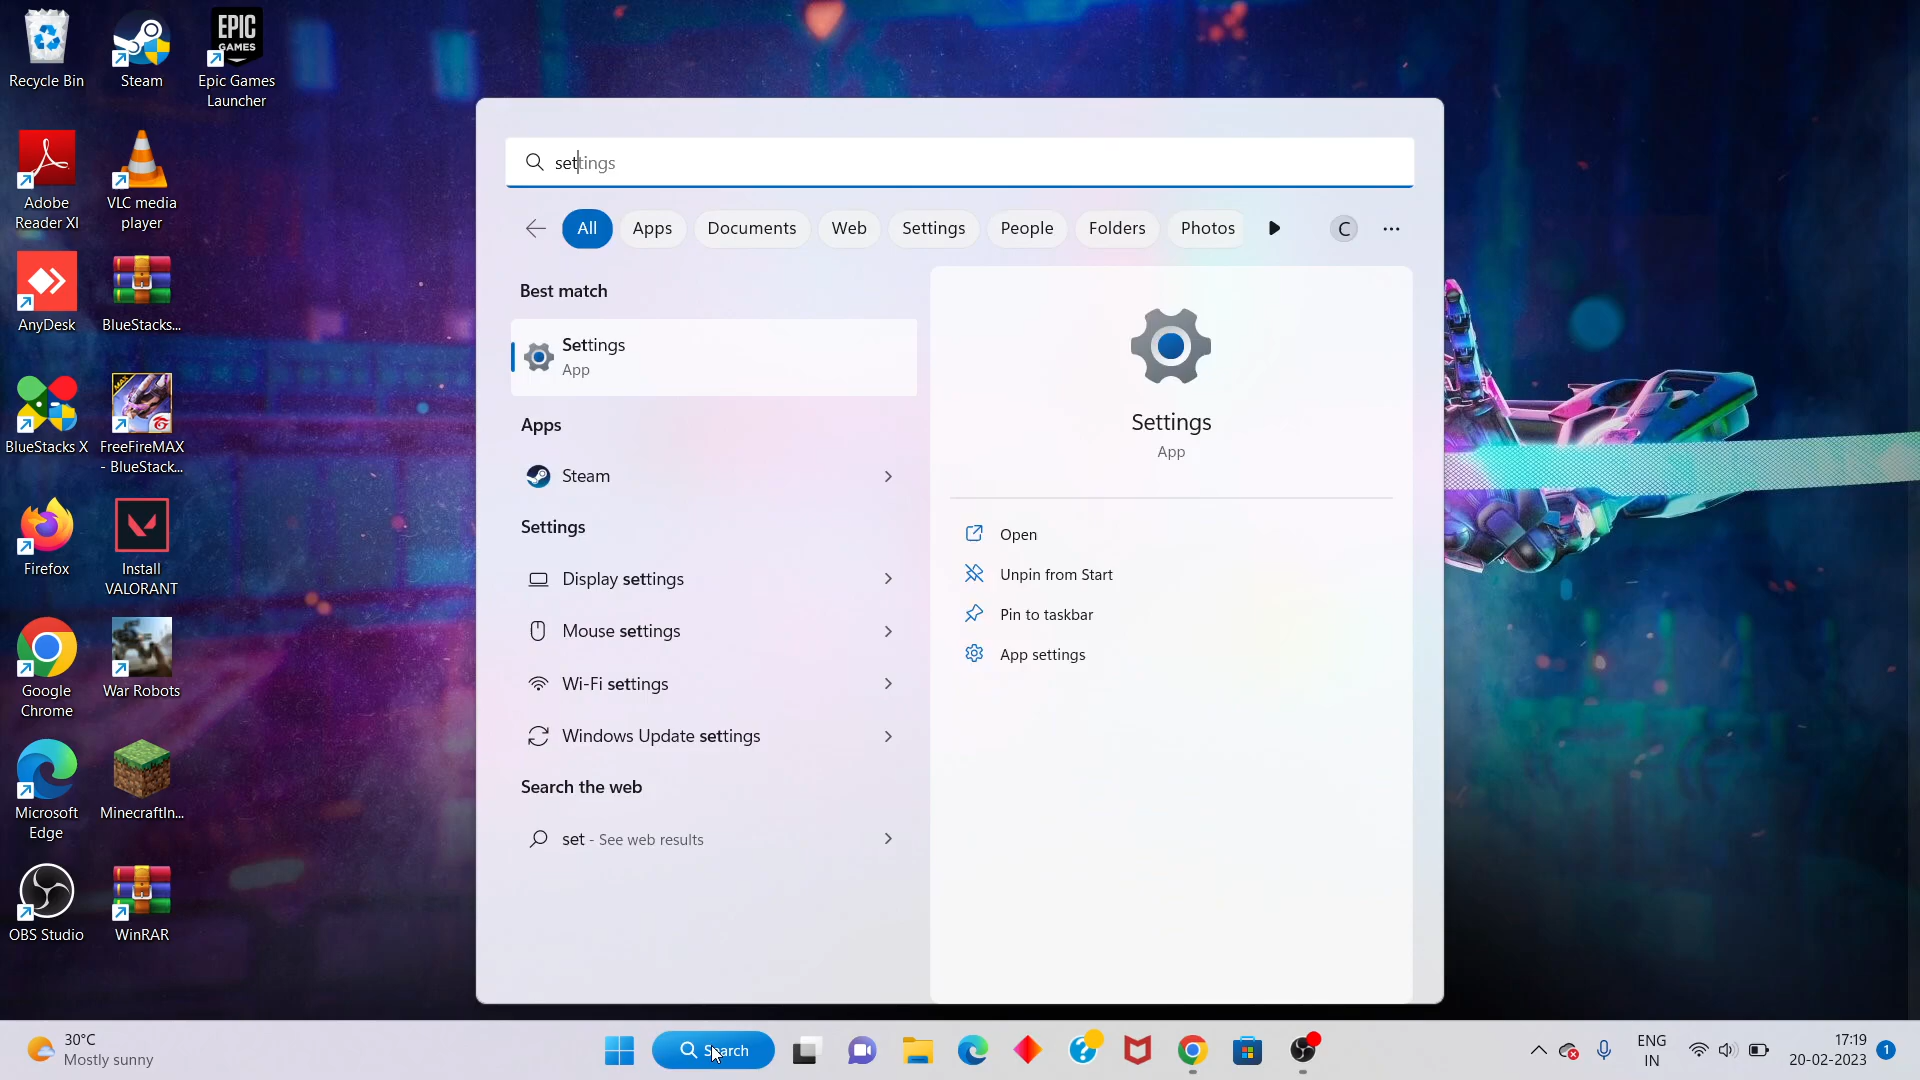 Recycle Bin
Steam
EPIC
GAMES
Epic Games
Launcher
Adobe
Reader XI
VLC media
player
AnyDesk
BlueStacks...
BlueStacks X
MAX
FreeFireMAX
- BlueStack...
Firefox
Install
VALORANT
Google
Chrome
War Robots
Microsoft
Edge
MinecraftIn...
OBS Studio
WinRAR
settings
All
Apps
Documents
Web
Settings
People
Folders
Photos
C
Best match
Settings
App
Apps
Steam
Settings
Display settings
Mouse settings
Wi-Fi settings
Windows Update settings
Search the web
set - See web results
Settings
App
Open
Unpin from Start
Pin to taskbar
App settings
30°C
Mostly sunny
Search
ENG
IN
17:19
20-02-2023
1